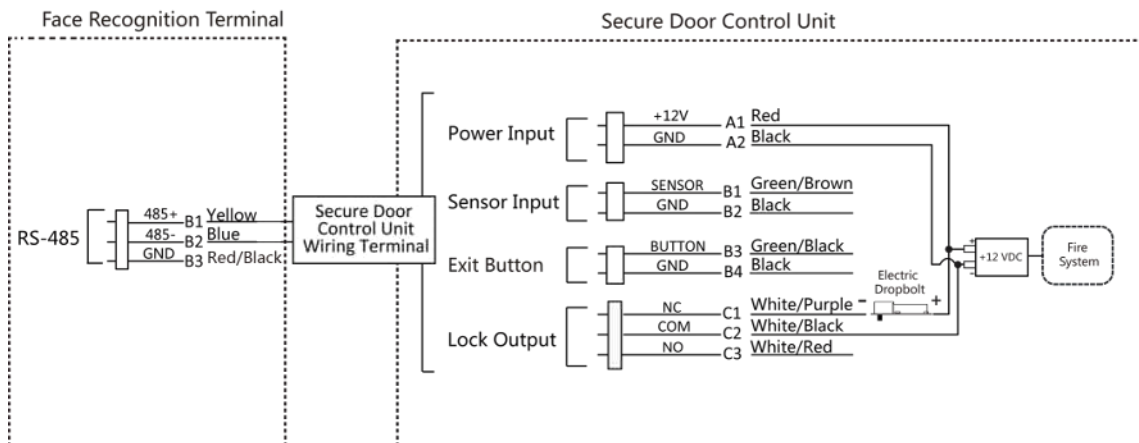 Face Recognition Terminal
Secure Door Control Unit
RS-485
485+ B1 Yellow
485- B2 Blue
GND B3 Red/Black
Secure Door
Control Unit
Wiring Terminal
Power Input
+12V A1 Red
GND A2 Black
Sensor Input
SENSOR B1 Green/Brown
GND B2 Black
Exit Button
BUTTON B3 Green/Black
GND B4 Black
Lock Output
NC C1 White/Purple
COM C2 White/Black
NO C3 White/Red
Electric
Dropbolt
- +
+
+12 VDC
-
Fire
System